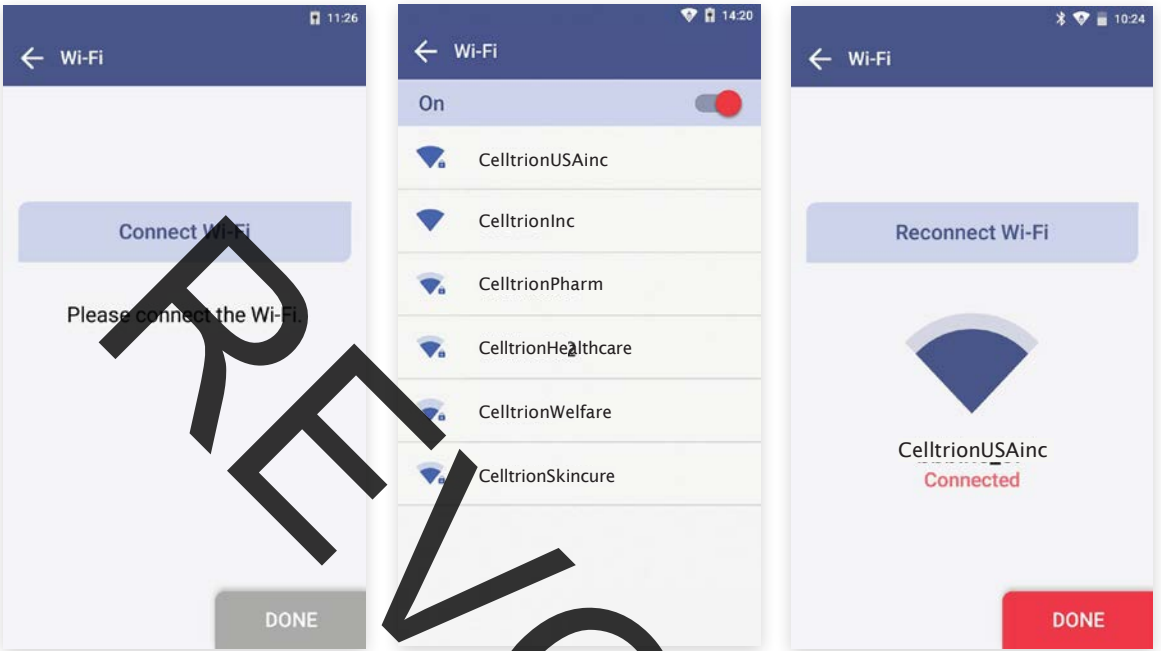 11:26
Wi-Fi
Connect Wi-Fi
Please connect the Wi-Fi.
DONE
14:20
Wi-Fi
On
CelltrionUSAinc
CelltrionInc
CelltrionPharm
CelltrionHealthcare
CelltrionWelfare
CelltrionSkincure
10:24
Wi-Fi
Reconnect Wi-Fi
CelltrionUSAinc
Connected
DONE
REVO